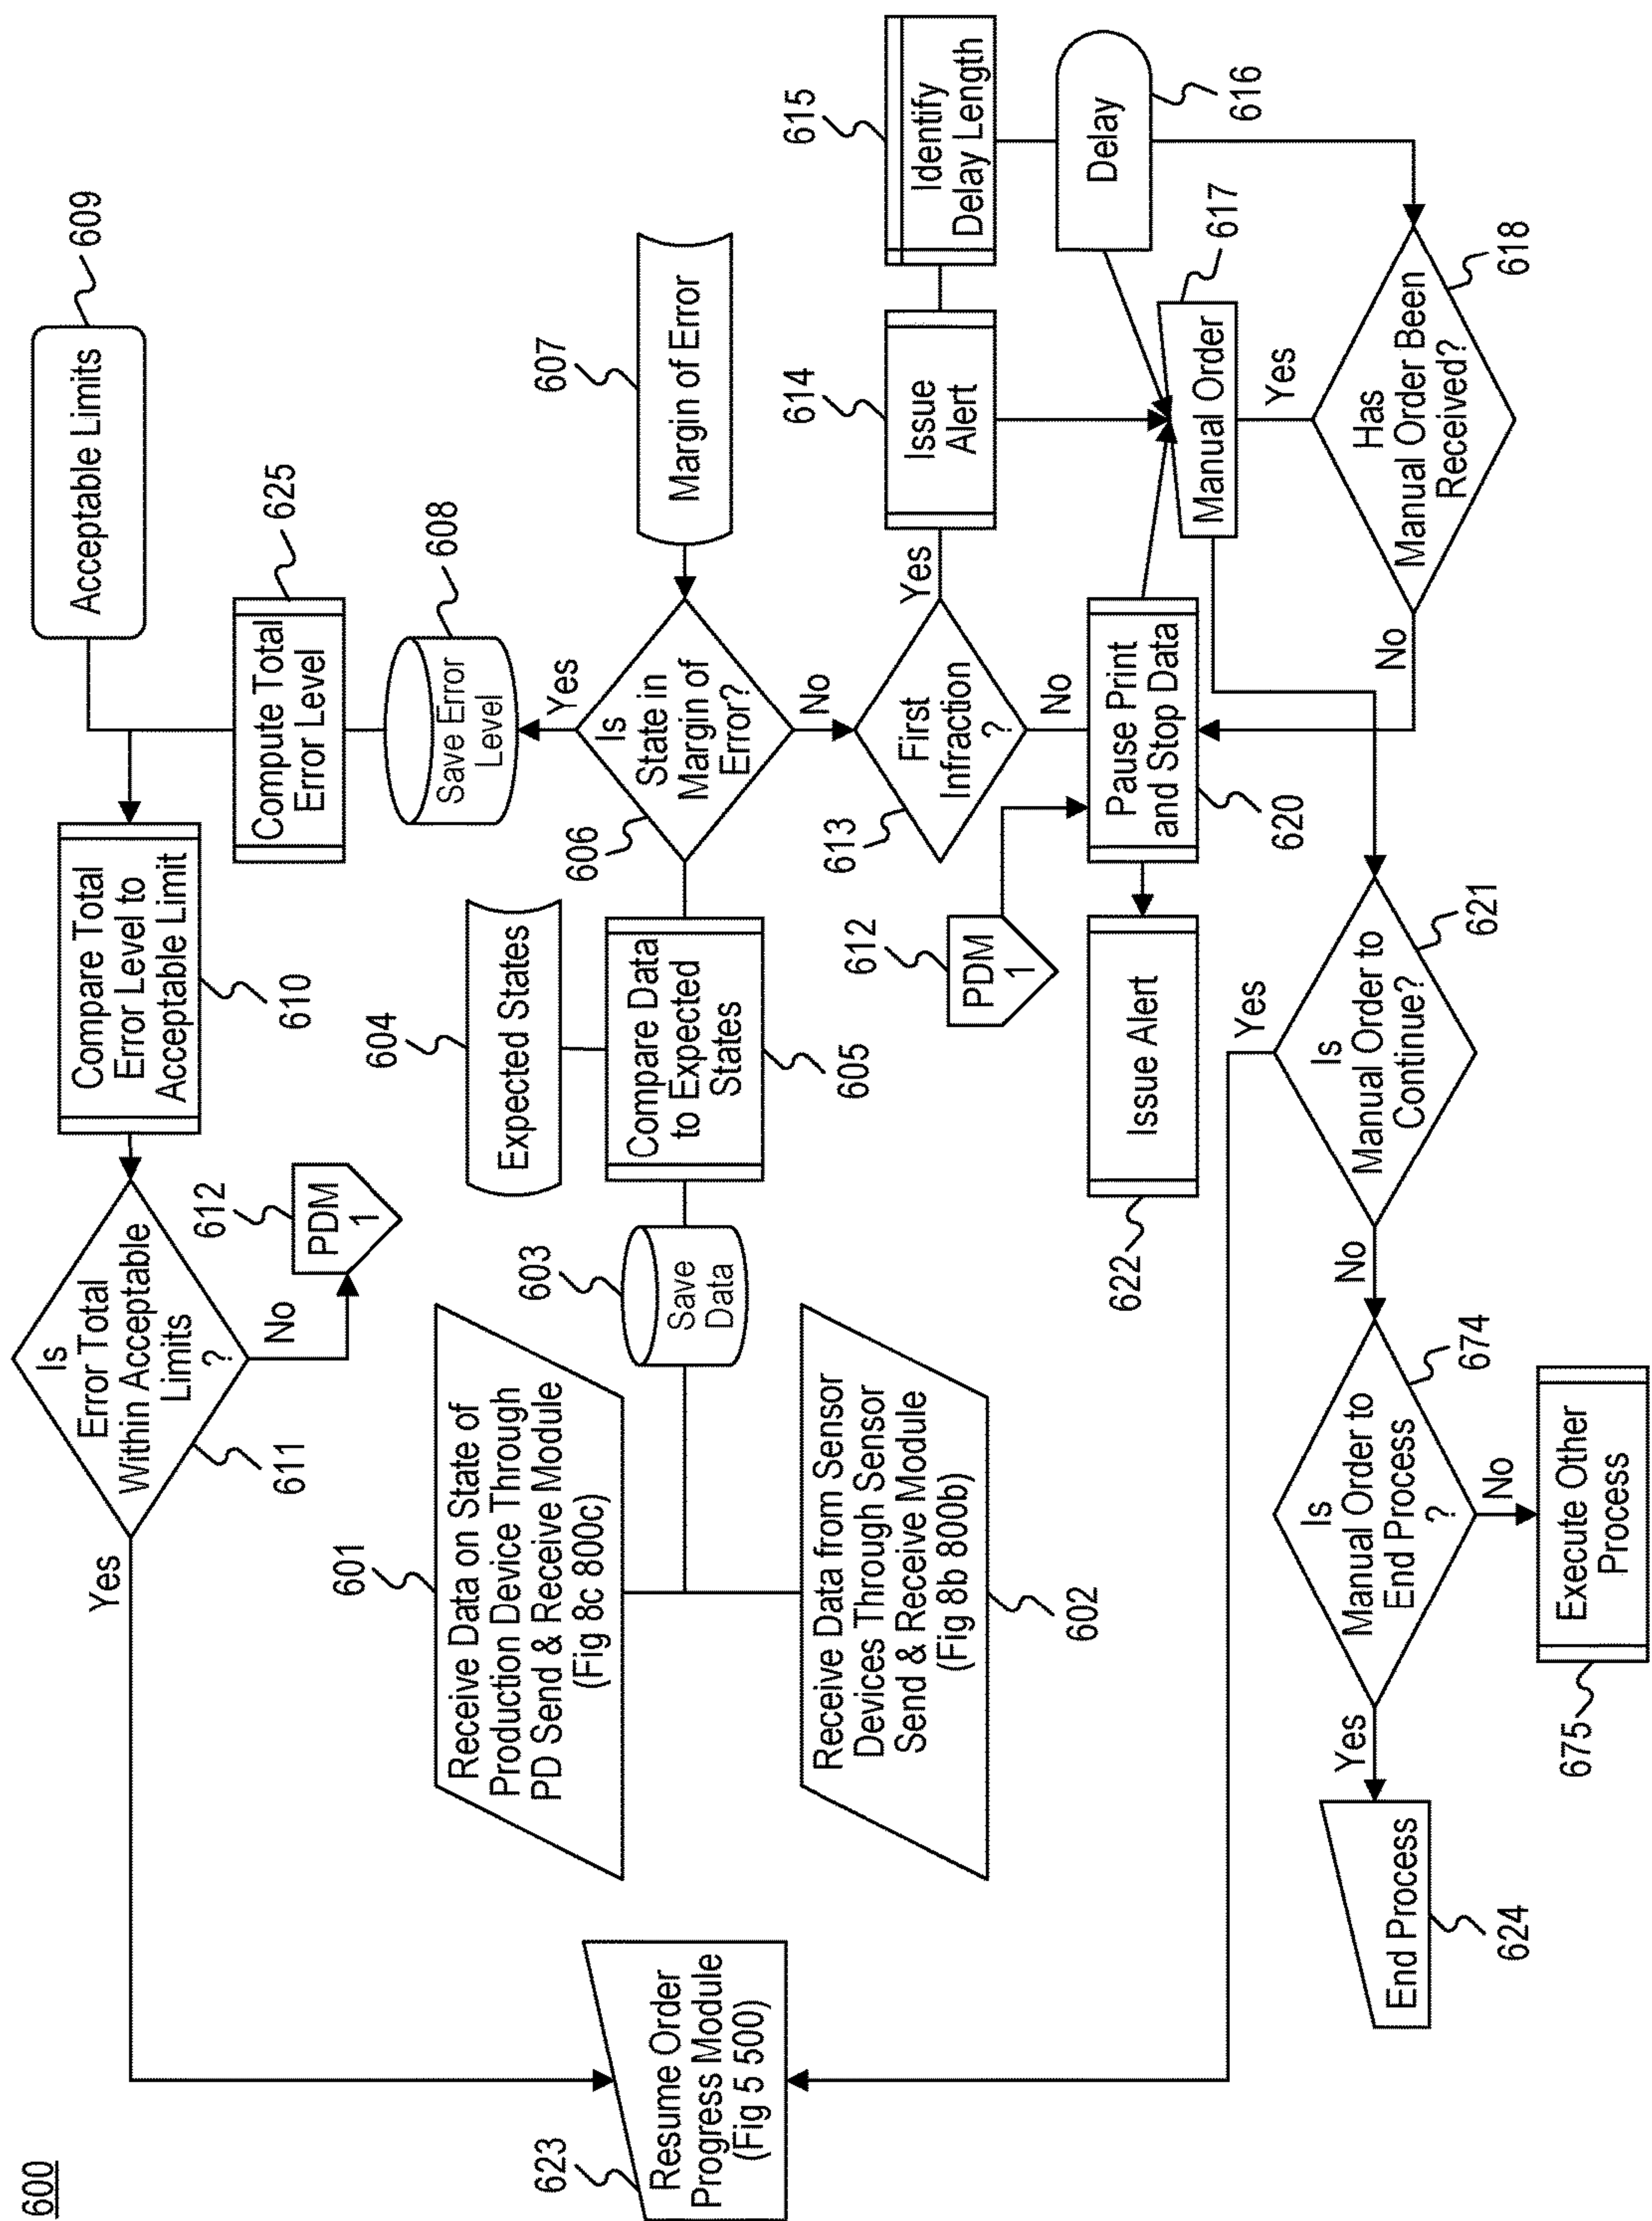 600
Acceptable Limits
609
Compare Total
Error Level to
Acceptable Limit
610
Compute Total
Error Level
625
Is
Error Total
Within Acceptable
Limits
?
611
Yes
No
PDM
1
612
Save Error
Level
608
Yes
Margin of Error
607
Expected States
604
Is
State in
Margin of
Error?
606
No
Compare Data
to Expected
States
605
Save
Data
603
Receive Data on State of
Production Device Through
PD Send & Receive Module
(Fig 8c 800c)
601
Receive Data from Sensor
Devices Through Sensor
Send & Receive Module
(Fig 8b 800b)
602
Resume Order
Progress Module
(Fig 5 500)
623
First
Infraction
?
613
Yes
No
Issue
Alert
614
Identify
Delay Length
615
Delay
616
PDM
1
612
Pause Print
and Stop Data
620
Manual Order
617
Issue Alert
622
Yes
Has
Manual Order Been
Received?
618
No
Is
Manual Order to
Continue?
621
Yes
No
Is
Manual Order to
End Process
?
674
Yes
No
End Process
624
Execute Other
Process
675